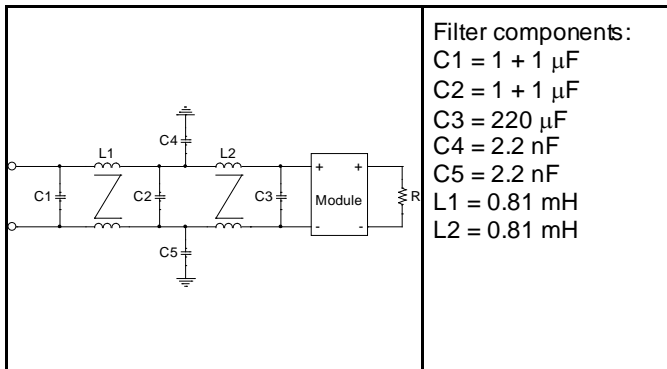 C4
L1
L2
C1
C2
C3
+ +
Module
- -
R
C5
Filter components:
C1 = 1 + 1 μF
C2 = 1 + 1 μF
C3 = 220 μF
C4 = 2.2 nF
C5 = 2.2 nF
L1 = 0.81 mH
L2 = 0.81 mH